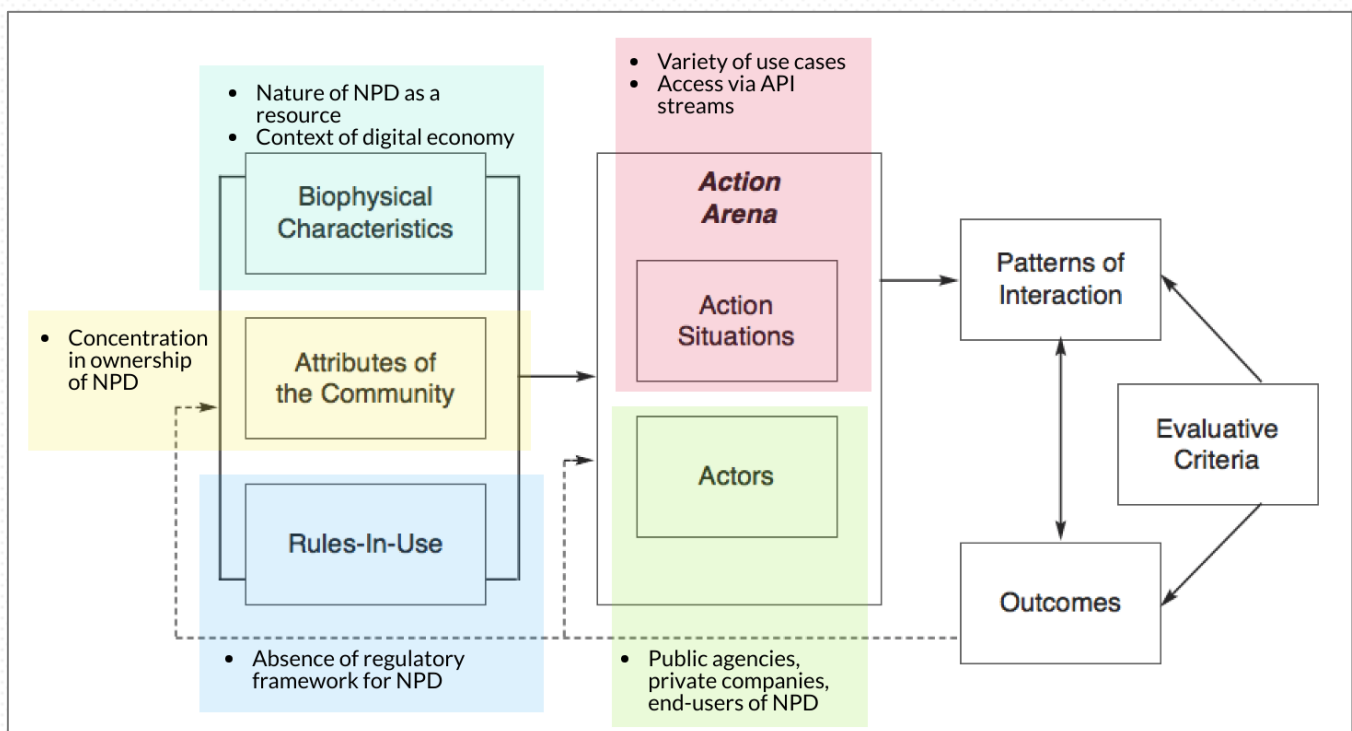 • Nature of NPD as a
resource
• Context of digital economy
Biophysical
Characteristics
• Concentration
in ownership
of NPD
Attributes of
the Community
Rules-In-Use
• Absence of regulatory
framework for NPD
• Variety of use cases
• Access via API
streams
Action
Arena
Action
Situations
Actors
• Public agencies,
private companies,
end-users of NPD
Patterns of
Interaction
Evaluative
Criteria
Outcomes